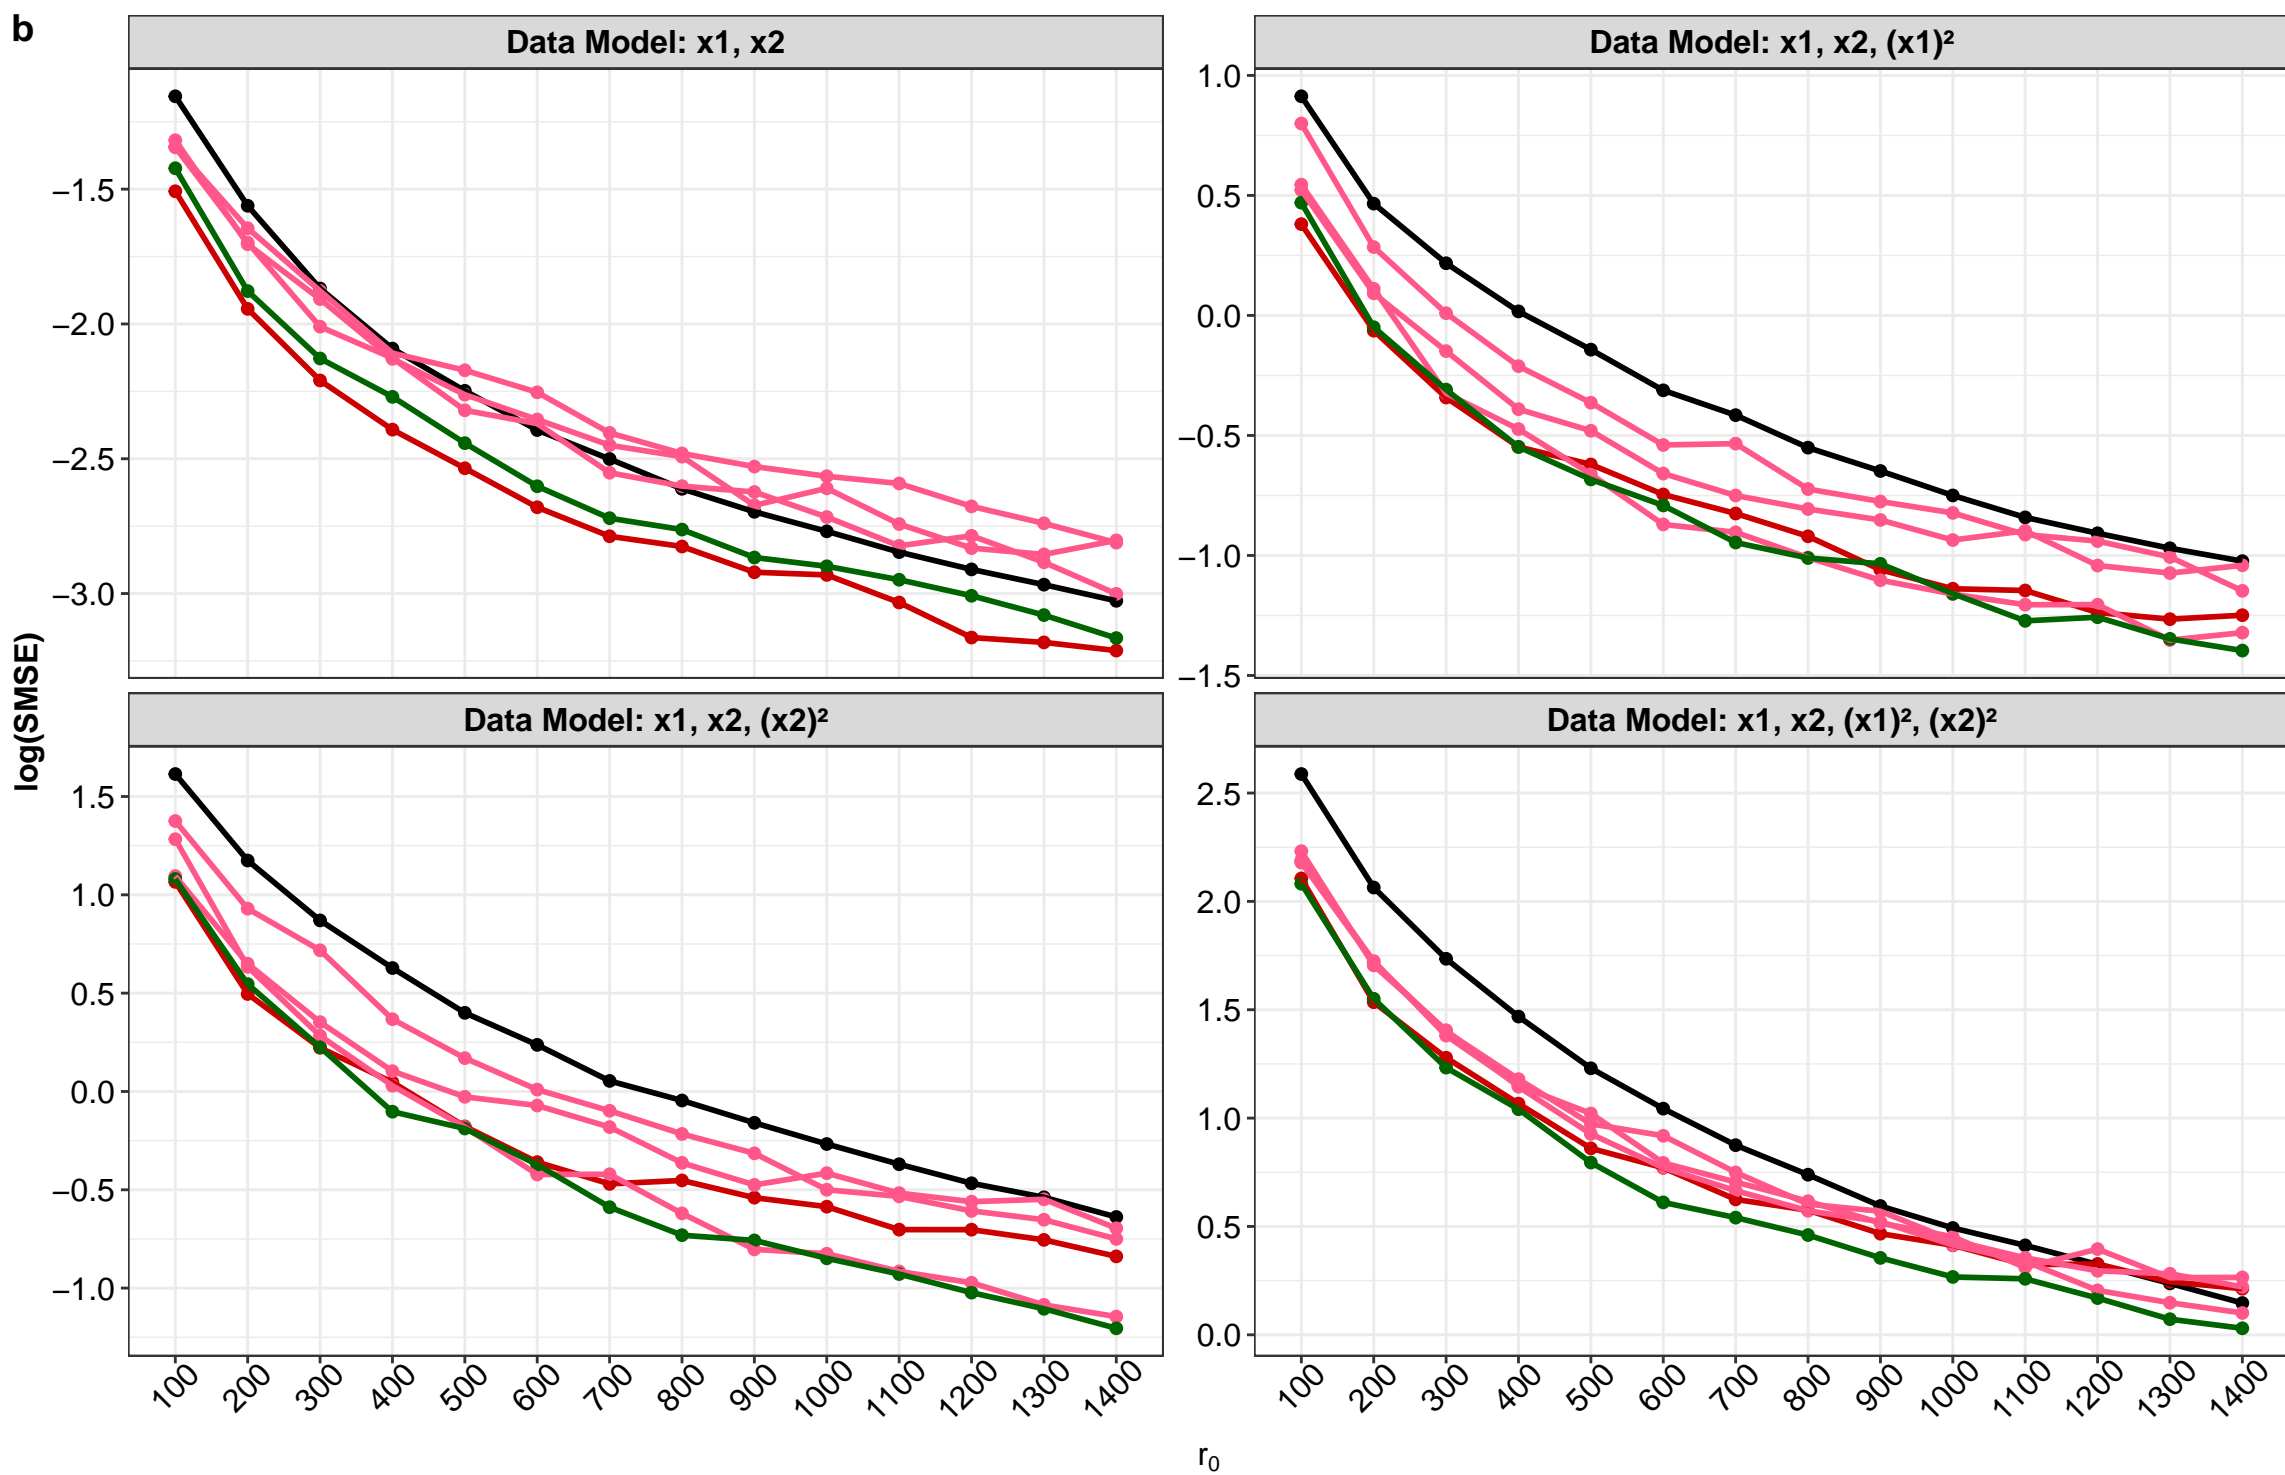 b
Data Model: x1, x2
Data Model: x1, x2, (x1)²
−1.5
−2.0
−2.5
−3.0
1.0
0.5
0.0
−0.5
−1.0
−1.5
log(SMSE)
Data Model: x1, x2, (x2)²
Data Model: x1, x2, (x1)², (x2)²
1.5
1.0
0.5
0.0
−0.5
−1.0
2.5
2.0
1.5
1.0
0.5
0.0
100 200 300 400 500 600 700 800 900 1000 1100 1200 1300 1400
100 200 300 400 500 600 700 800 900 1000 1100 1200 1300 1400
r₀